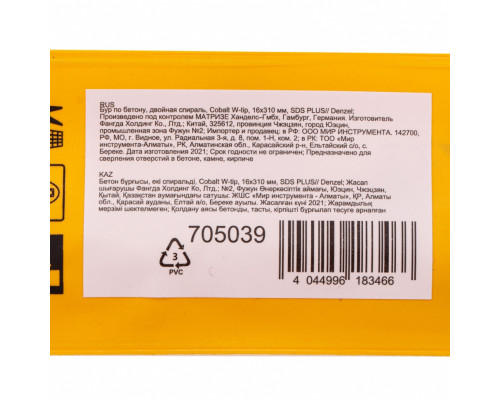 RUS
Бур по бетону, двойная спираль, Cobalt W-tip, 16x310 мм, SDS PLUS// Denzel;
Произведено под контролем МАТРИЗЕ Ханделс-Гмбх, Гамбург, Германия. Изготовитель
Фангда Холдинг Ко., Лтд.; Китай, 325612, провинция Чжэцзян, город Юэцин,
промышленная зона Фужун №2; Импортер и продавец: в РФ: ООО МИР ИНСТРУМЕНТА. 142700,
РФ, МО, г. Видное, ул. Радиальная 3-я, д. 8, пом. 1-Н, ком. 2; в РК: ТОО «Мир
инструмента-Алматы», РК, Алматинская обл., Карасайский р-н, Ельтайский с/о, с.
Береке. Дата изготовления 2021; Срок годности не ограничен; Предназначено для
сверления отверстий в бетоне, камне, кирпиче
KAZ
Бетон бұрғысы, екі спиральді, Cobalt W-tip, 16x310 мм, SDS PLUS// Denzel; Жасап
шығарушы Фангда Холдинг Ко., Лтд.; №2, Фужун Өнеркәсіптік аймағы, Юэцин, Чжэцзян,
Қытай; Қазақстан аумағындағы сатушы: ЖШС «Мир инструмента - Алматы», ҚР, Алматы
обл., Қарасай ауданы, Елтай а/о, Береке ауылы. Жасалған күні 2021; Жарамдылық
мерзімі шектелмеген; Қолдану аясы бетонды, тасты, кірпішті бұрғылап тесуге арналған
705039
3
PVC
4 044996 183466